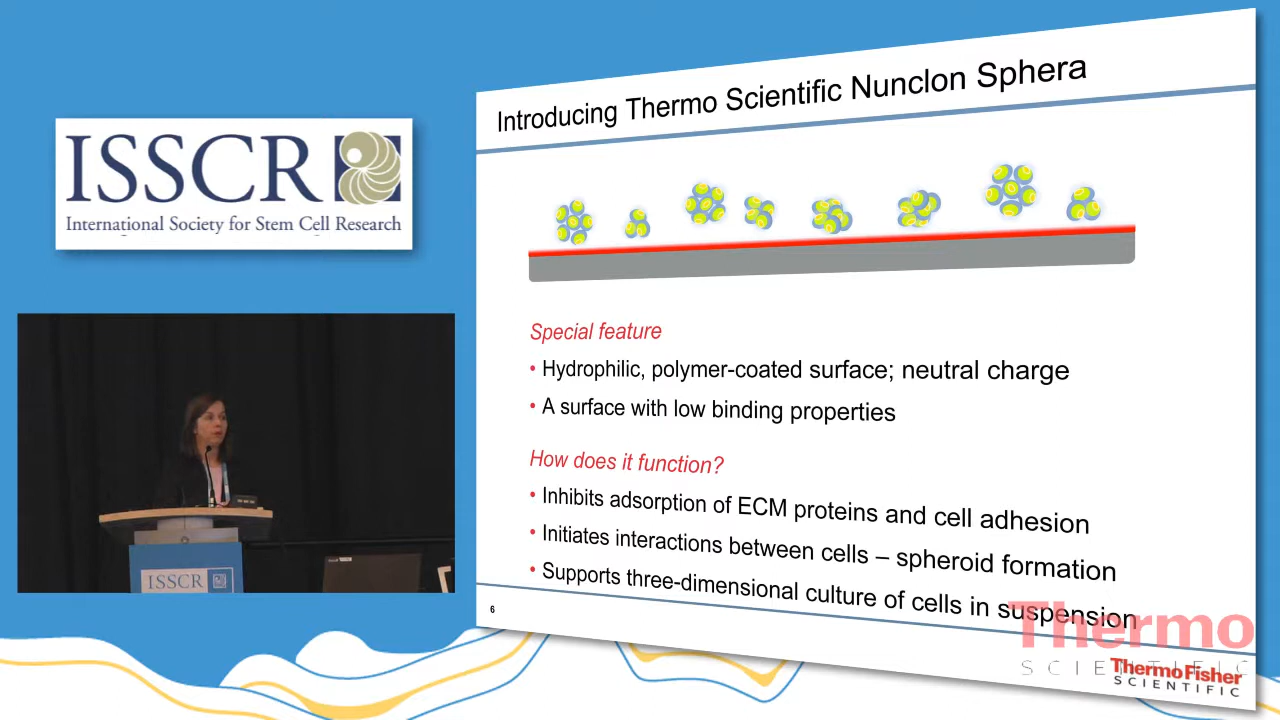 Introducing Thermo Scientific Nunclon Sphera
ISSCR
International Society for Stem Cell Research
Special feature
• Hydrophilic, polymer-coated surface; neutral charge
• A surface with low binding properties
How does it function?
• Inhibits adsorption of ECM proteins and cell adhesion
• Initiates interactions between cells – spheroid formation
• Supports three-dimensional culture of cells in suspension
ISSCR
6
Thermo
SCIENTIFIC
ThermoFisher
SCIENTIFIC